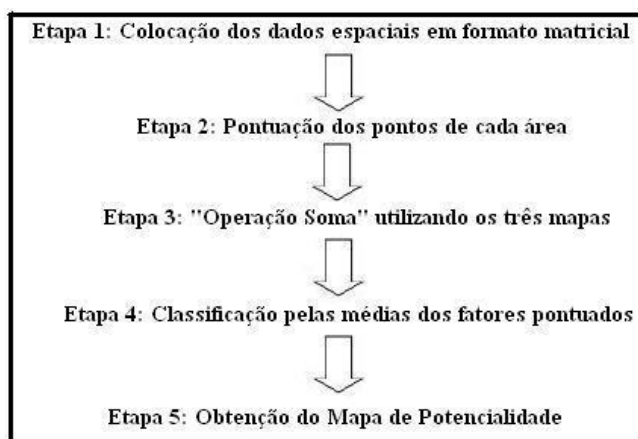 Etapa 1: Colocação dos dados espaciais em formato matricial
Etapa 2: Pontuação dos pontos de cada área
Etapa 3: "Operação Soma" utilizando os três mapas
Etapa 4: Classificação pelas médias dos fatores pontuados
Etapa 5: Obtenção do Mapa de Potencialidade